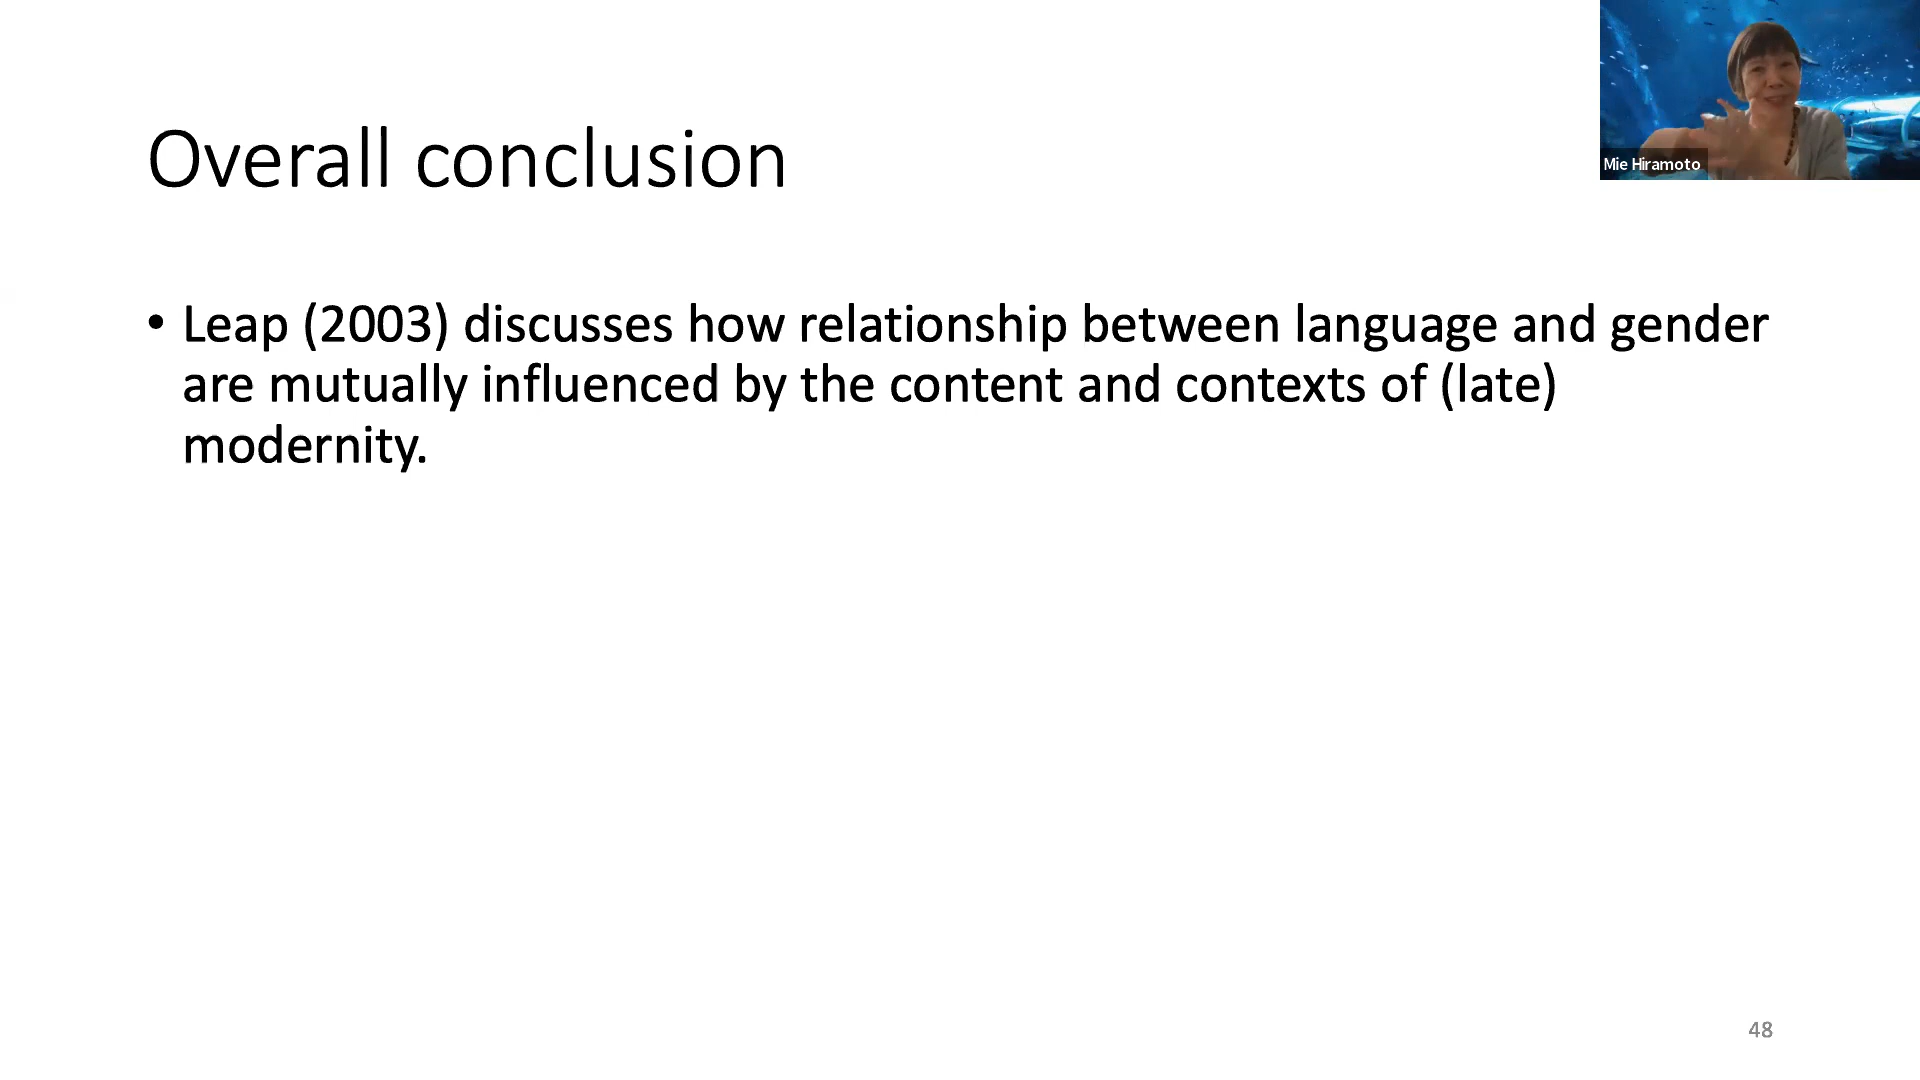 Overall conclusion
Mie Hiramoto
• Leap (2003) discusses how relationship between language and gender
are mutually influenced by the content and contexts of (late)
modernity.
48